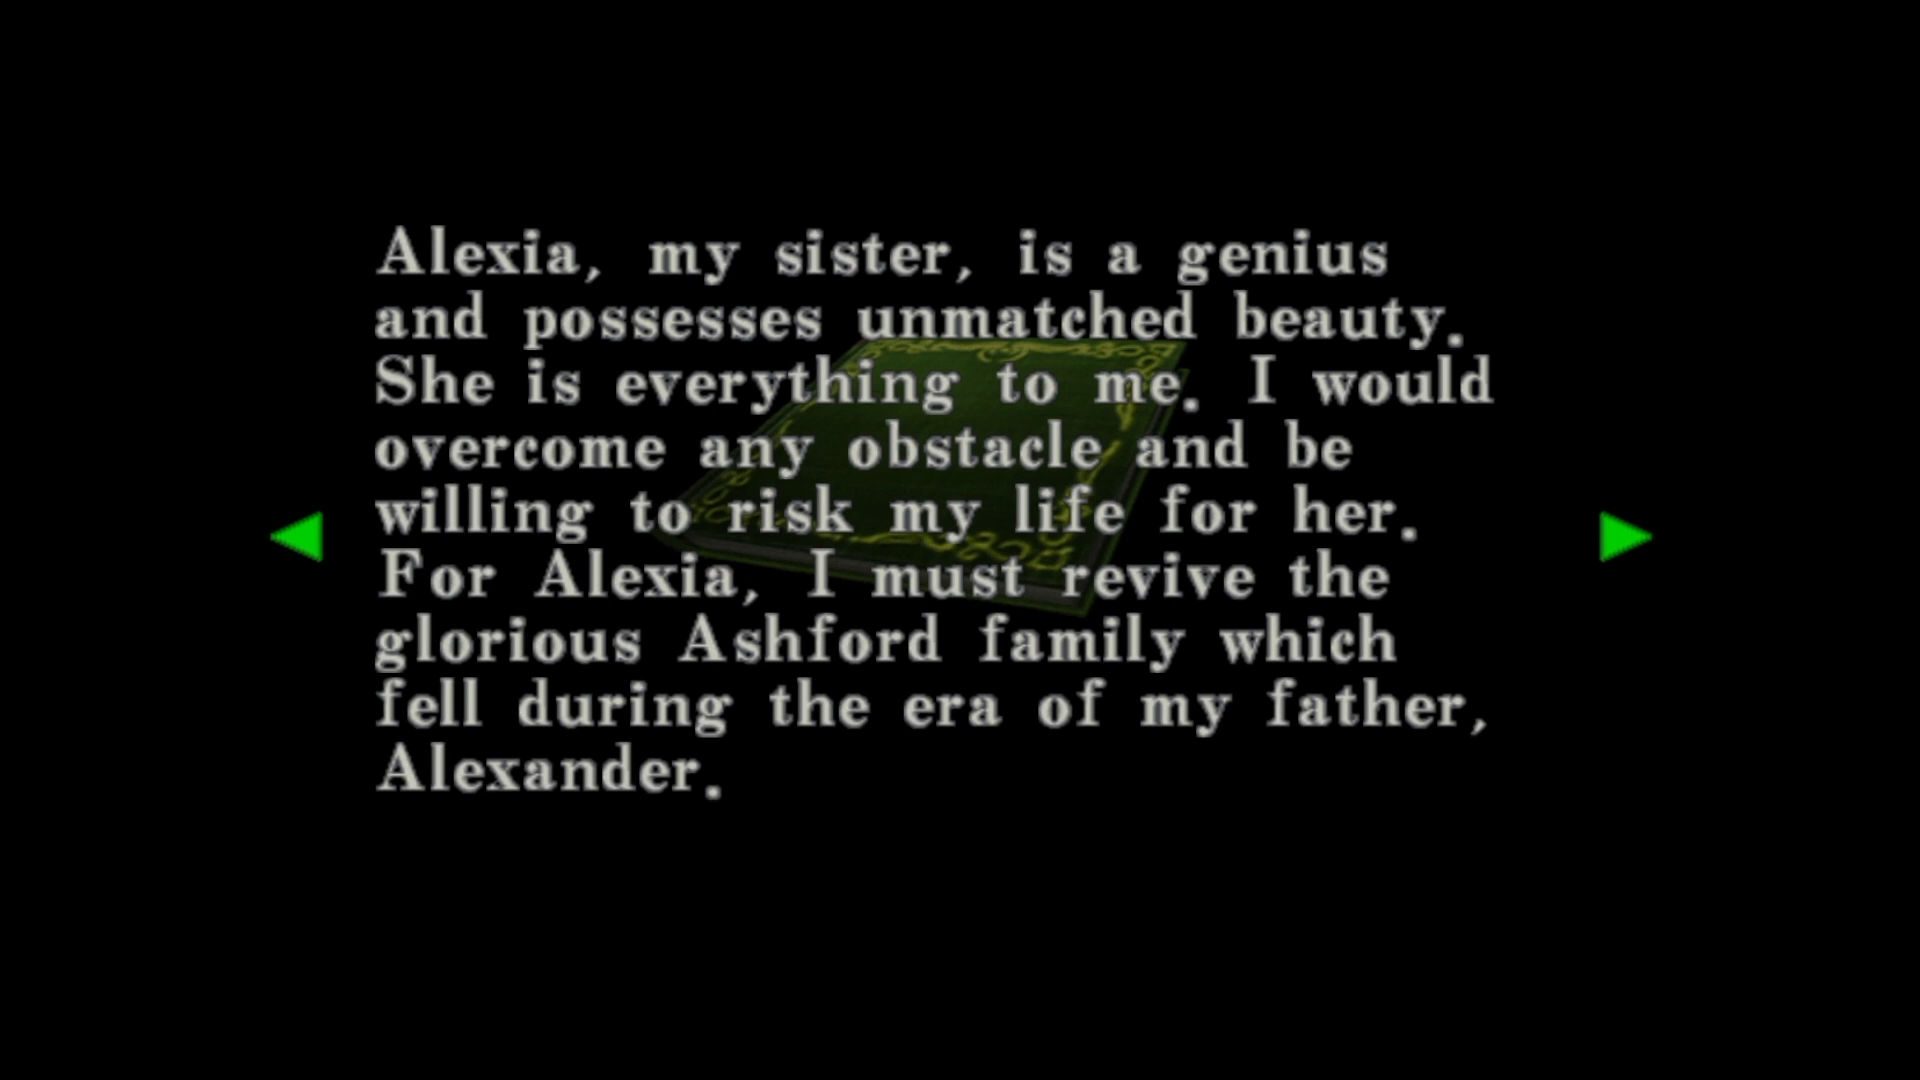 Alexia, my sister, is a genius
and possesses unmatched beauty.
She is everything to me. I would
overcome any obstacle and be
willing to risk my life for her.
For Alexia, I must revive the
glorious Ashford family which
fell during the era of my father,
Alexander.